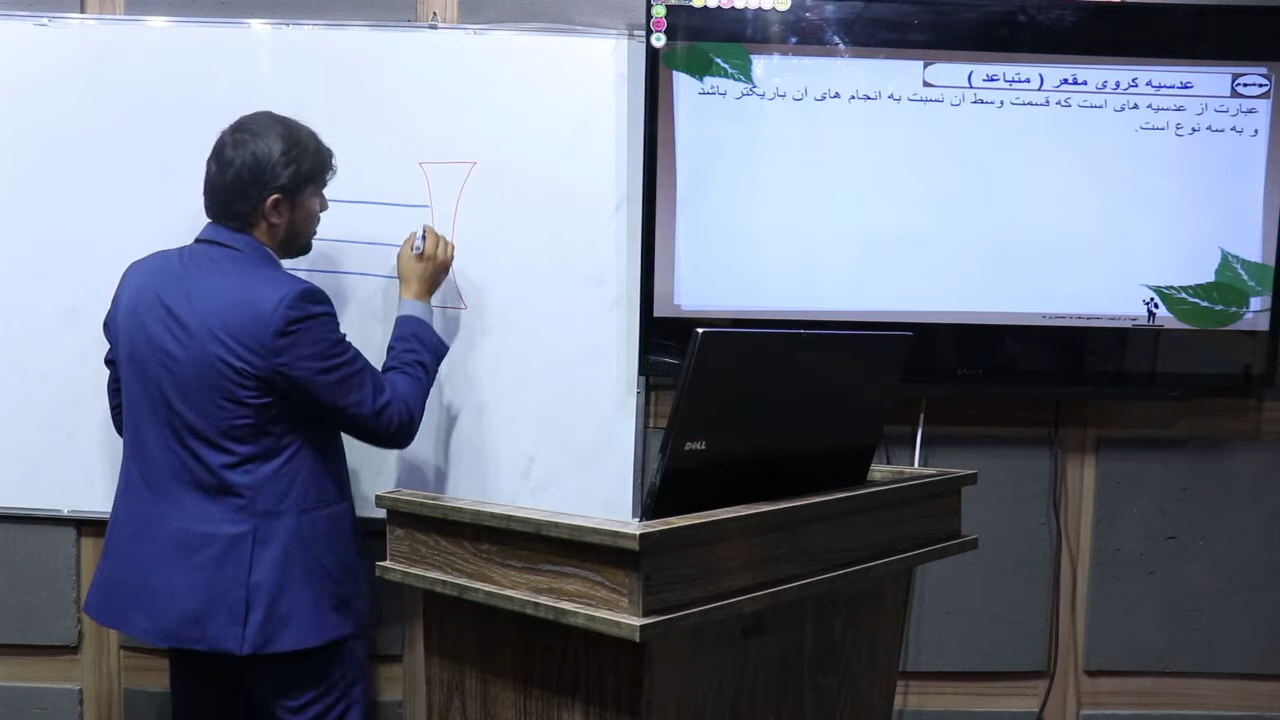 موضوع
عدسیه کروی مقعر ( متباعد )
عبارت از عدسیه های است که قسمت وسط آن نسبت به انجام های آن باریکتر باشد
و به سه نوع است.
DELL